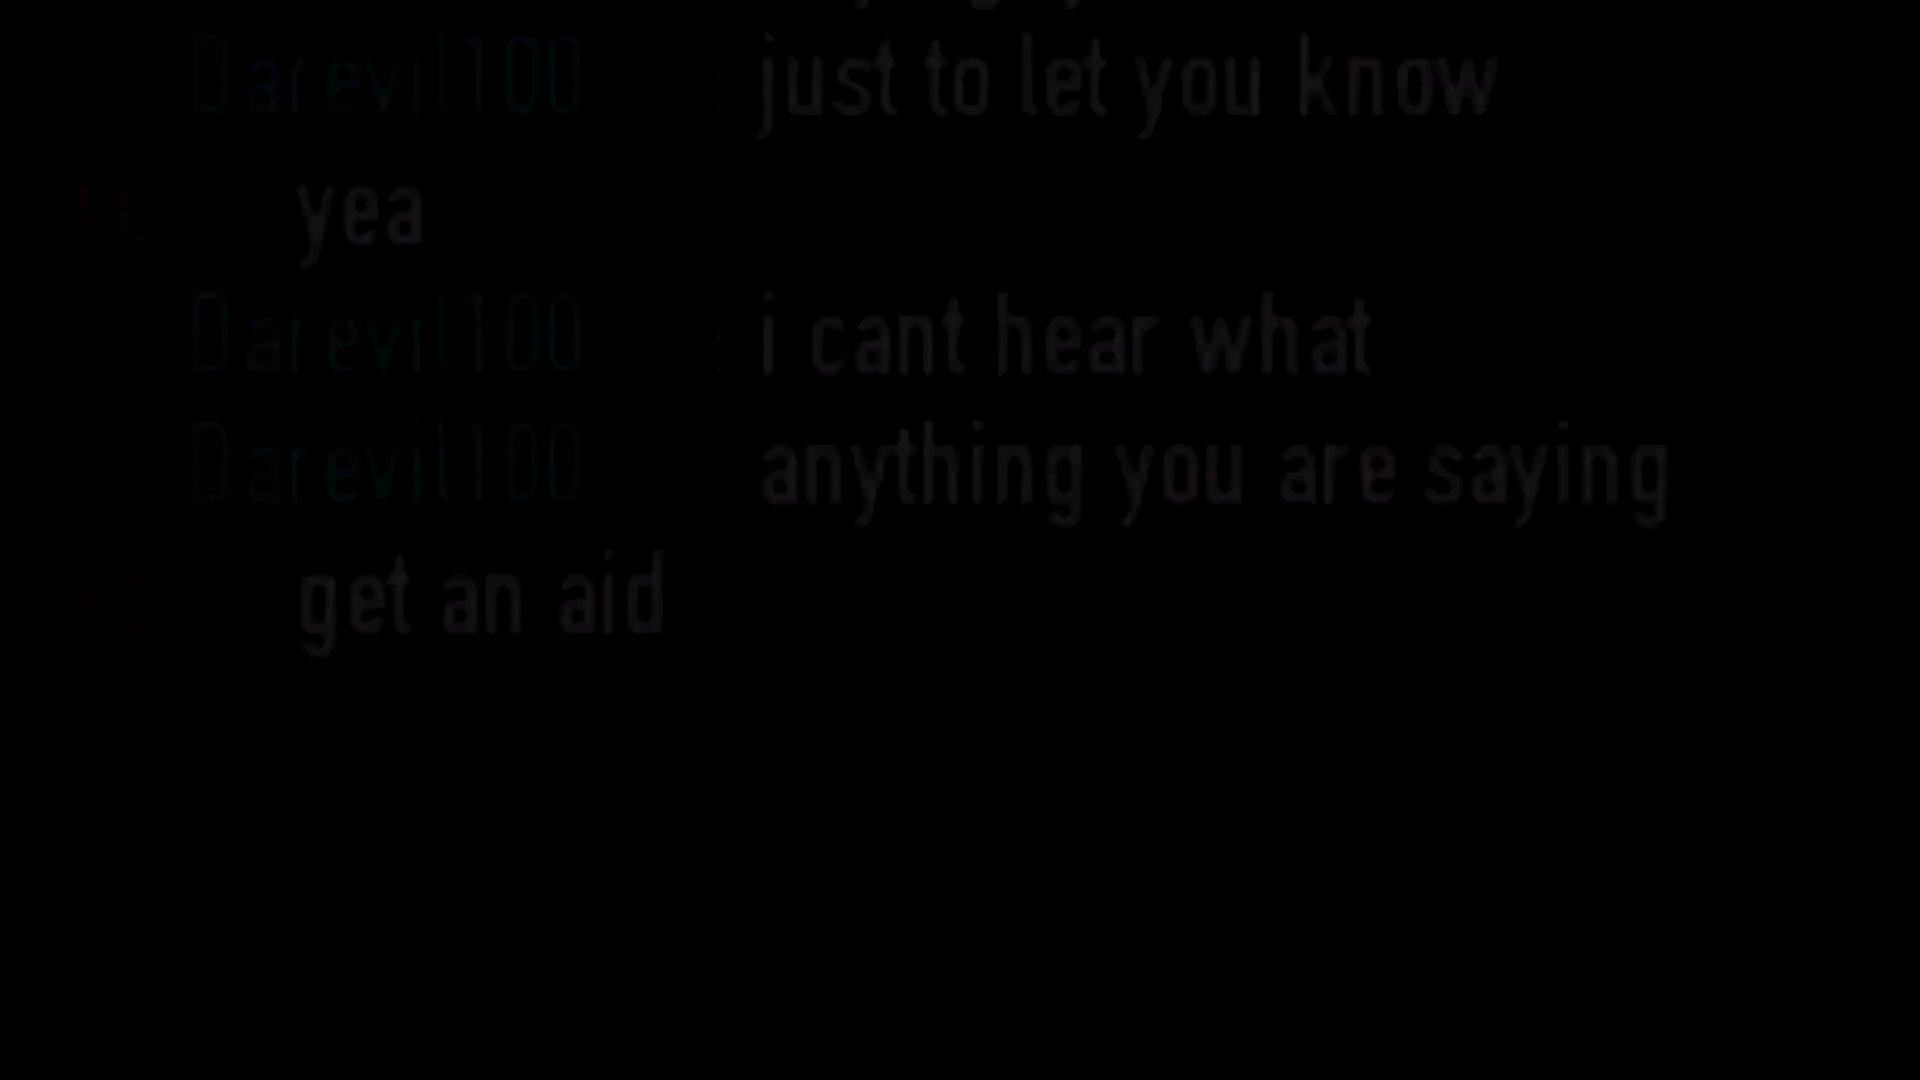 Darevil100 : just to let you know
yea
Darevil100 : i cant hear what
Darevil100 : anything you are saying
get an aid